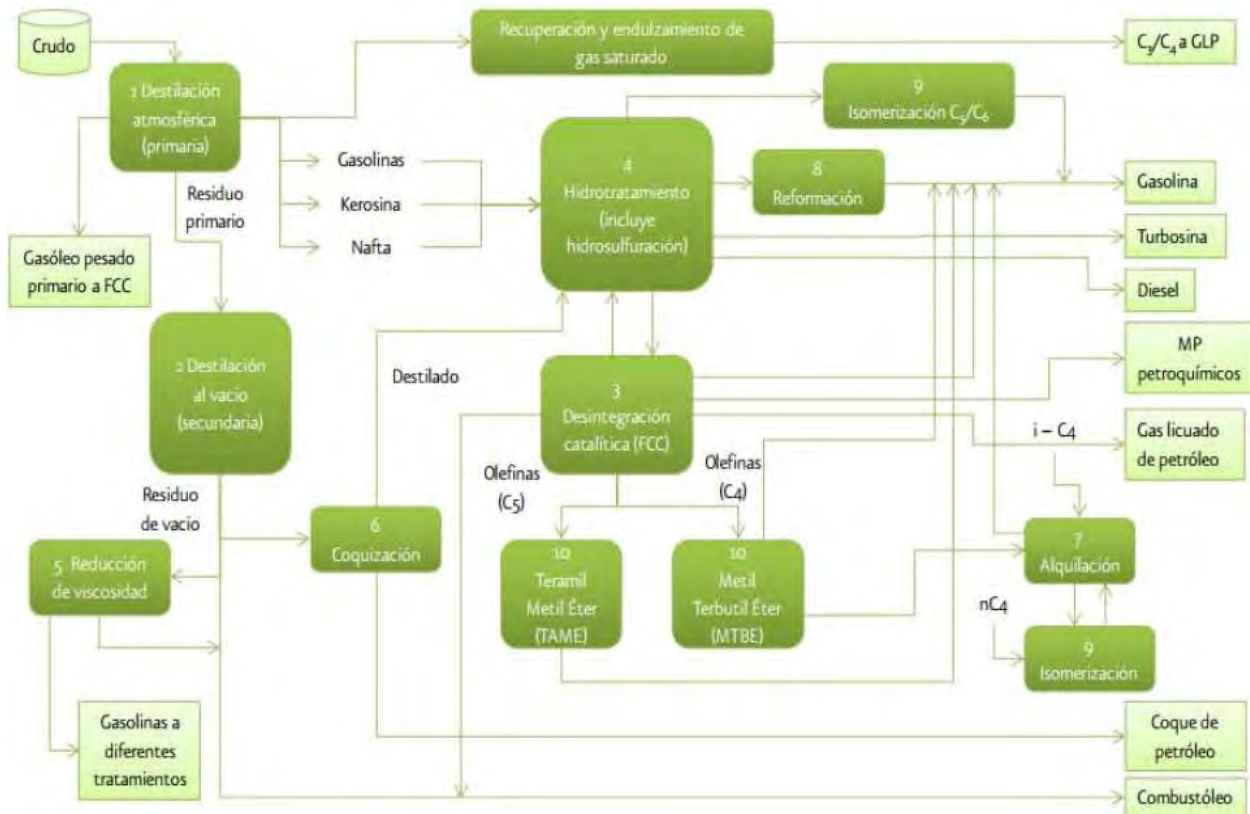 Crudo
1 Destilación
atmosférica
(primaria)
Recuperación y endulzamiento de
gas saturado
C3/C4 a GLP
9
Isomerización C5/C6
Gasolinas
Kerosina
Nafta
4
Hidrotratamiento
(incluye
hidrosulfuración)
8
Reformación
Gasolina
Turbosina
Diesel
Residuo
primario
Gasóleo pesado
primario a FCC
2 Destilación
al vacio
(secundaria)
Destilado
3
Desintegración
catalítica (FCC)
MP
petroquímicos
i – C4
Gas licuado
de petróleo
Olefinas
(C5)
Olefinas
(C4)
Residuo
de vacio
6
Coquización
5 Reducción
de viscosidad
10
Teramil
Metil Éter
(TAME)
10
Metil
Terbutil Éter
(MTBE)
7
Alquilación
nC4
9
Isomerización
Gasolinas a
diferentes
tratamientos
Coque de
petróleo
Combustóleo